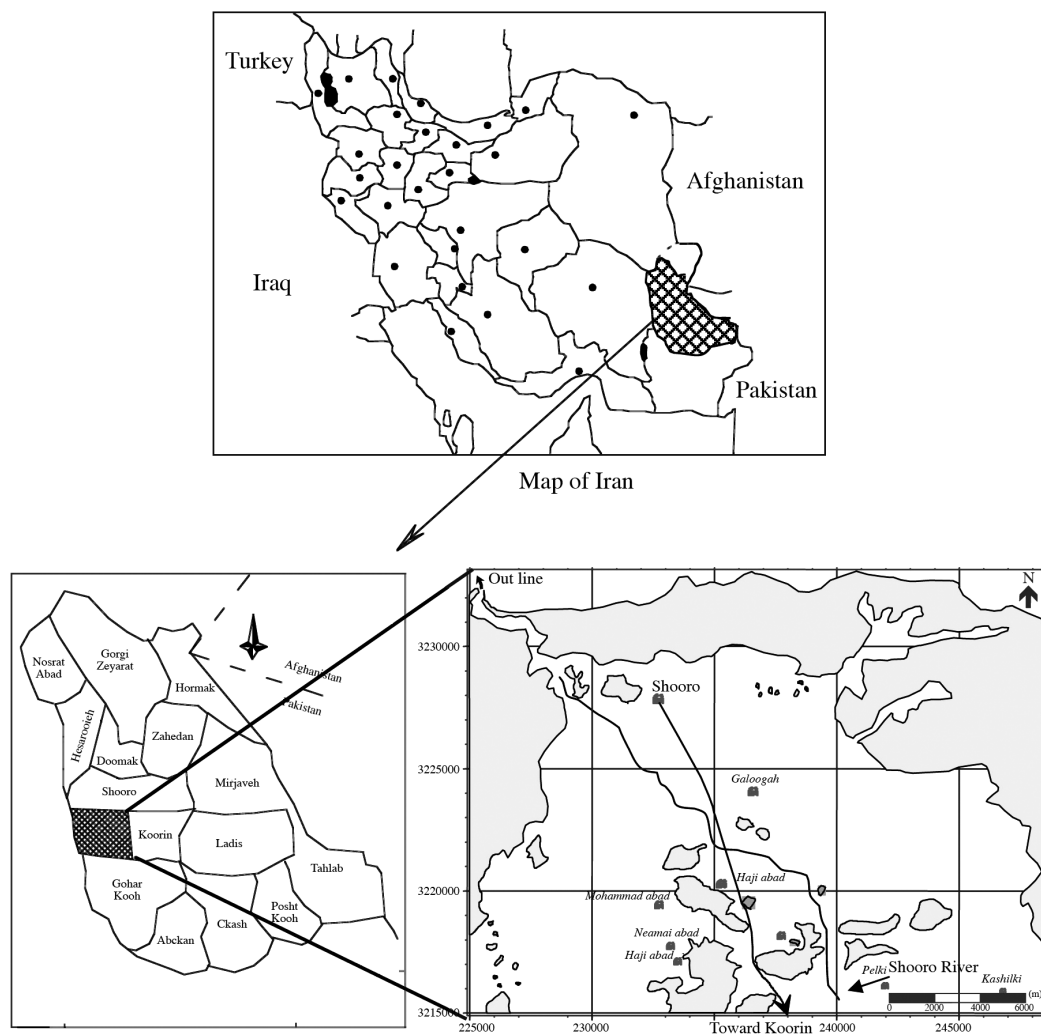 Turkey
Afghanistan
Iraq
Pakistan
Map of Iran
Nosrat
Abad
Gorgi
Zeyarat
Hormak
Afghanistan
Pakistan
Hesarooieh
Zahedan
Doomak
Mirjaveh
Shooro
Koorin
Ladis
Tahlab
Gohar
Kooh
Posht
Kooh
Ckash
Abckan
Out line
N
3230000
Shooro
3225000
Galoogah
3220000
Haji abad
Mohammad abad
Neamai abad
Haji abad
Pelki
Shooro River
Kashilki
(m)
0 2000 4000 6000
3215000
225000 230000 240000 245000
Toward Koorin